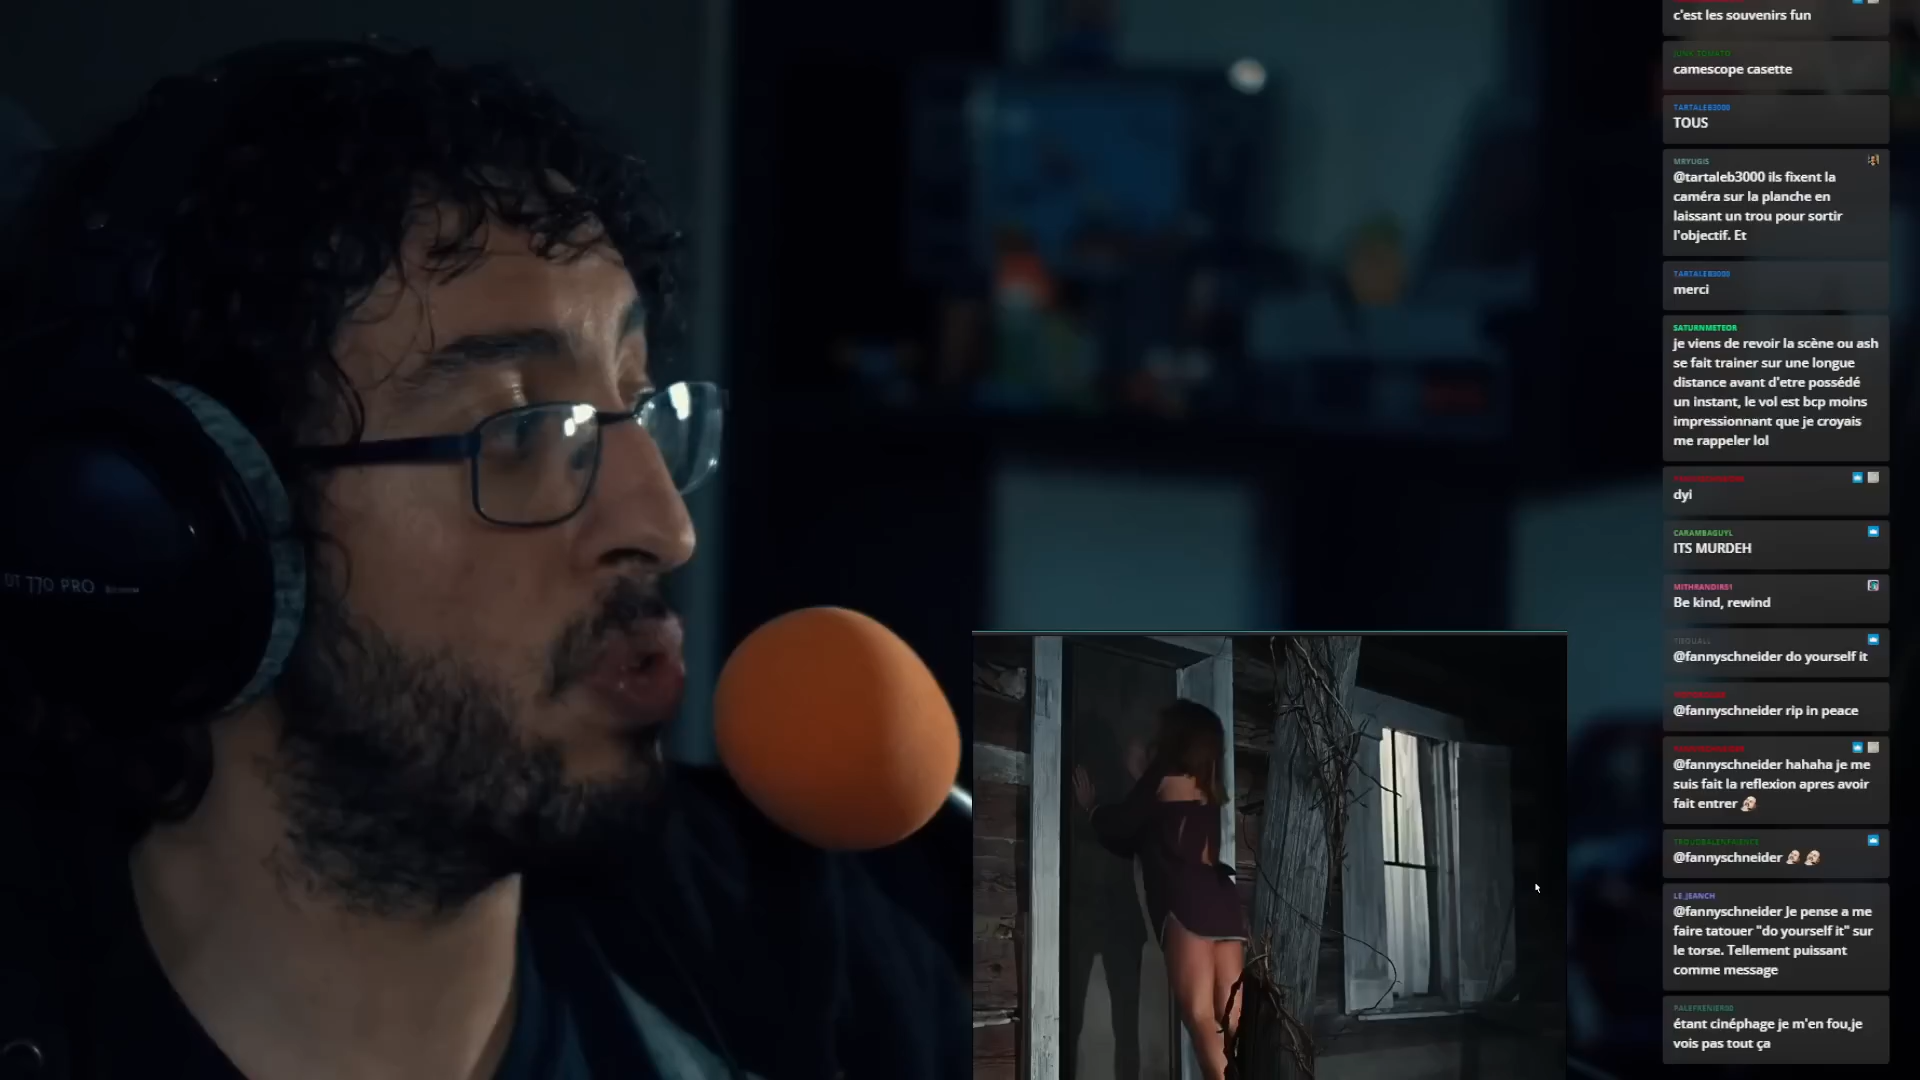 c'est les souvenirs fun
JUNK_TOMATO
camescope casette
TARTALEB3000
TOUS
MRYUGIS
@tartaleb3000 ils fixent la
caméra sur la planche en
laissant un trou pour sortir
l'objectif. Et
TARTALEB3000
merci
SATURNMETEOR
je viens de revoir la scène ou ash
se fait trainer sur une longue
distance avant d'etre possédé
un instant, le vol est bcp moins
impressionnant que je croyais
me rappeler lol
dyi
CARAMBAGUYL
ITS MURDEH
MITHRANDIR51
Be kind, rewind
@fannyschneider do yourself it
@fannyschneider rip in peace
@fannyschneider hahaha je me
suis fait la reflexion apres avoir
fait entrer
@fannyschneider
LE_JEANCH
@fannyschneider Je pense a me
faire tatouer "do yourself it" sur
le torse. Tellement puissant
comme message
étant cinéphage je m'en fou,je
vois pas tout ça
DT 770 PRO